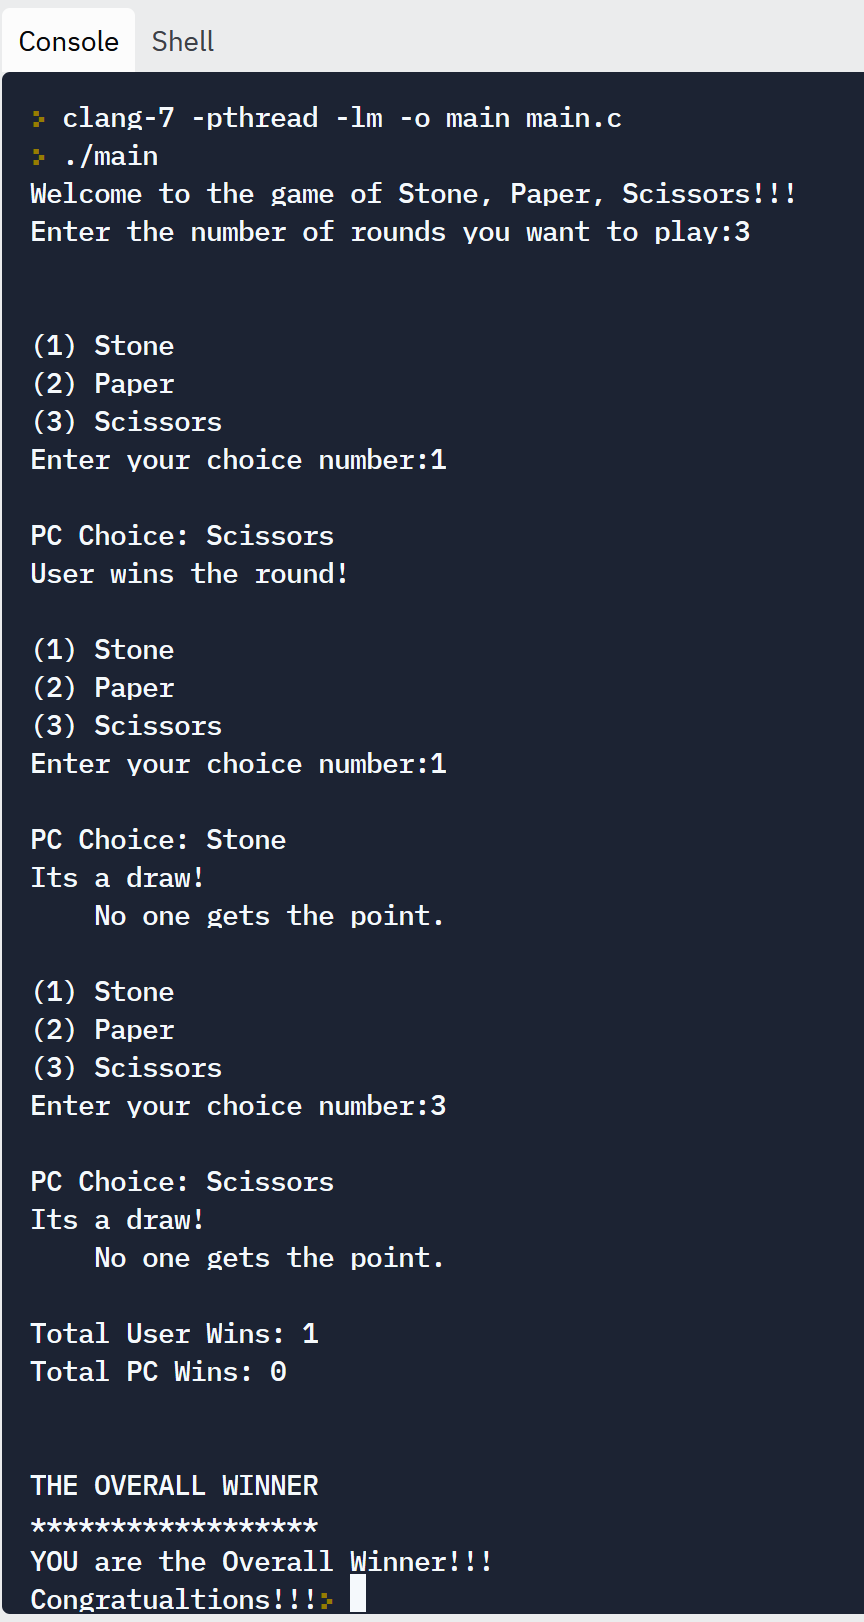 Console Shell
clang-7 -pthread -lm -o main main.c
./main
Welcome to the game of Stone, Paper, Scissors!!!
Enter the number of rounds you want to play:3
(1) Stone
(2) Paper
(3) Scissors
Enter your choice number:1
PC Choice: Scissors
User wins the round!
(1) Stone
(2) Paper
(3) Scissors
Enter your choice number:1
PC Choice: Stone
Its a draw!
No one gets the point.
(1) Stone
(2) Paper
(3) Scissors
Enter your choice number:3
PC Choice: Scissors
Its a draw!
No one gets the point.
Total User Wins: 1
Total PC Wins: 0
THE OVERALL WINNER
******************
YOU are the Overall Winner!!!
Congratualtions!!!